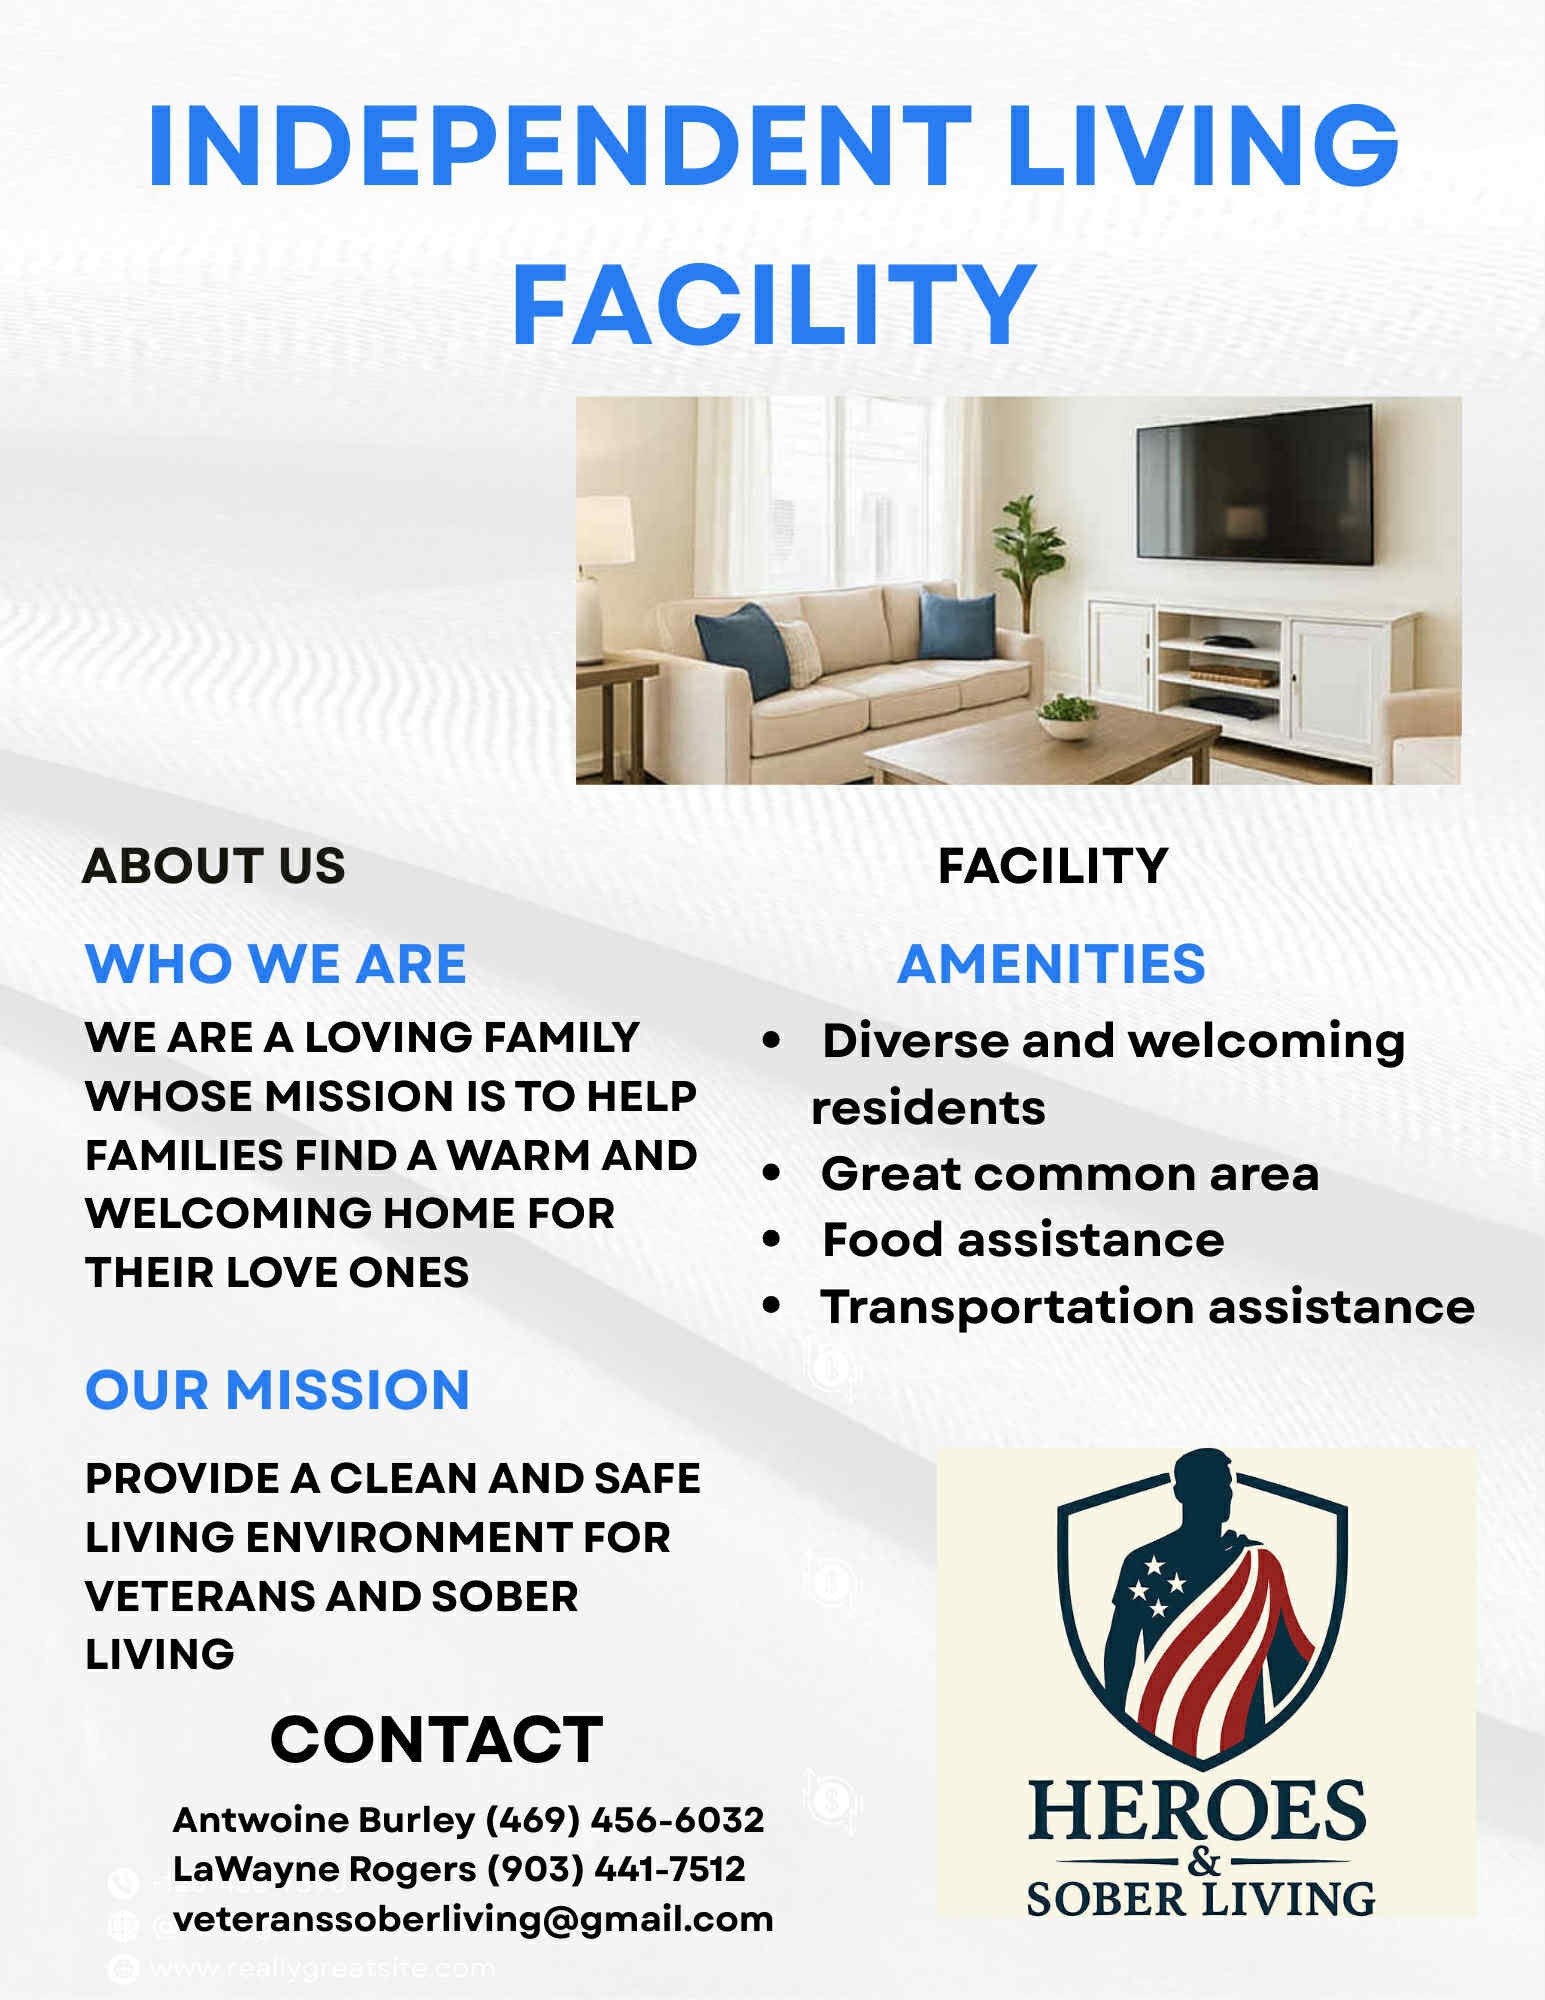 INDEPENDENT LIVING
FACILITY
ABOUT US
WHO WE ARE
WE ARE A LOVING FAMILY
WHOSE MISSION IS TO HELP
FAMILIES FIND A WARM AND
WELCOMING HOME FOR
THEIR LOVE ONES
OUR MISSION
PROVIDE A CLEAN AND SAFE
LIVING ENVIRONMENT FOR
VETERANS AND SOBER
LIVING
FACILITY
AMENITIES
• Diverse and welcoming
residents
• Great common area
• Food assistance
• Transportation assistance
CONTACT
Antwoine Burley (469) 456-6032
LaWayne Rogers (903) 441-7512
veteranssoberliving@gmail.com
www.reallygreatsite.com
HEROES
&
SOBER LIVING